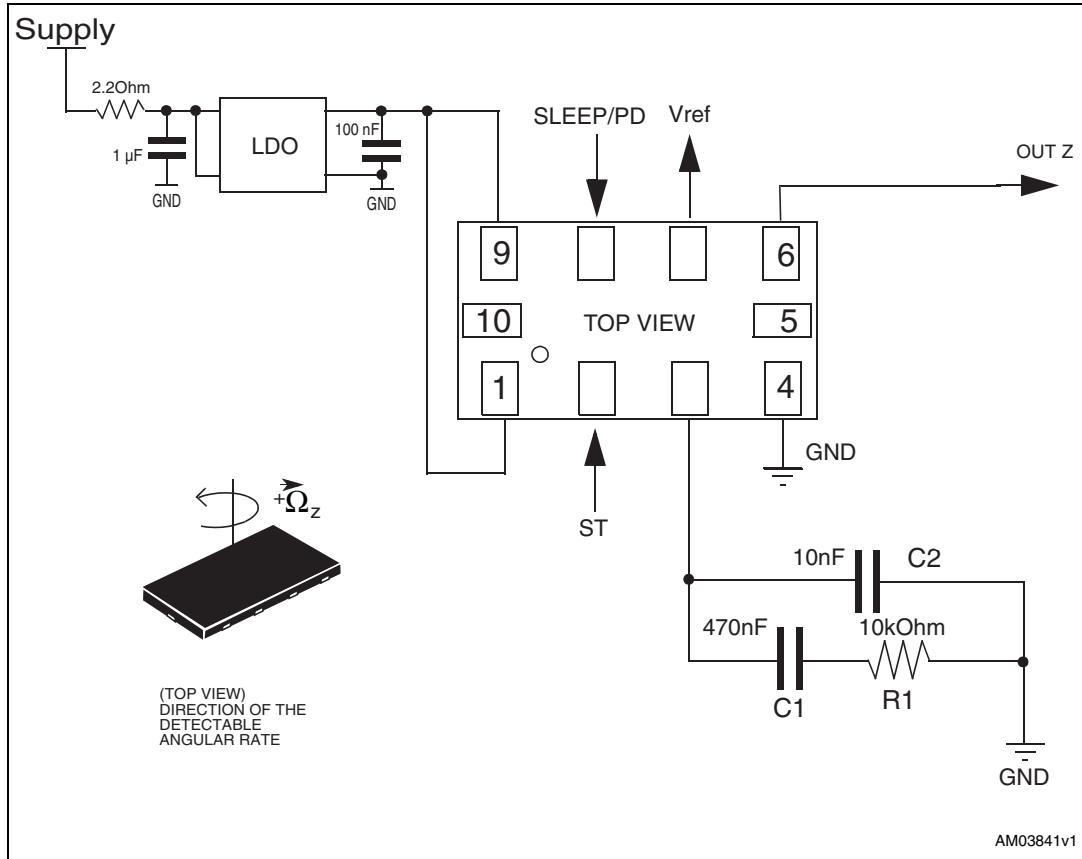 Supply
2.2Ohm
1 µF
GND
LDO
100 nF
GND
SLEEP/PD
Vref
OUT Z
9
6
10
TOP VIEW
5
1
4
GND
ST
+Ωz
(TOP VIEW)
DIRECTION OF THE
DETECTABLE
ANGULAR RATE
10nF
C2
470nF
10kOhm
C1
R1
GND
AM03841v1